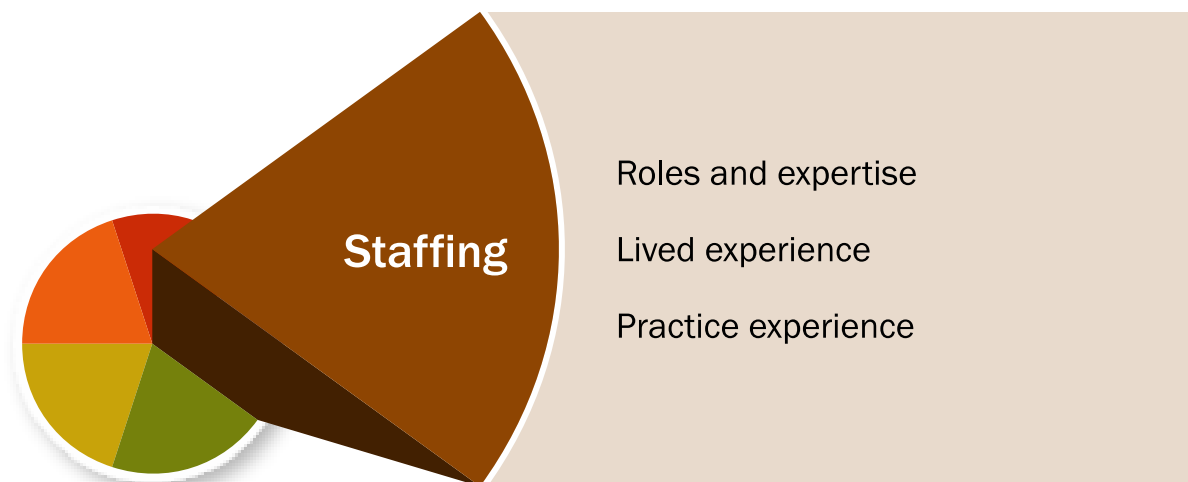 Staffing
Roles and expertise
Lived experience
Practice experience